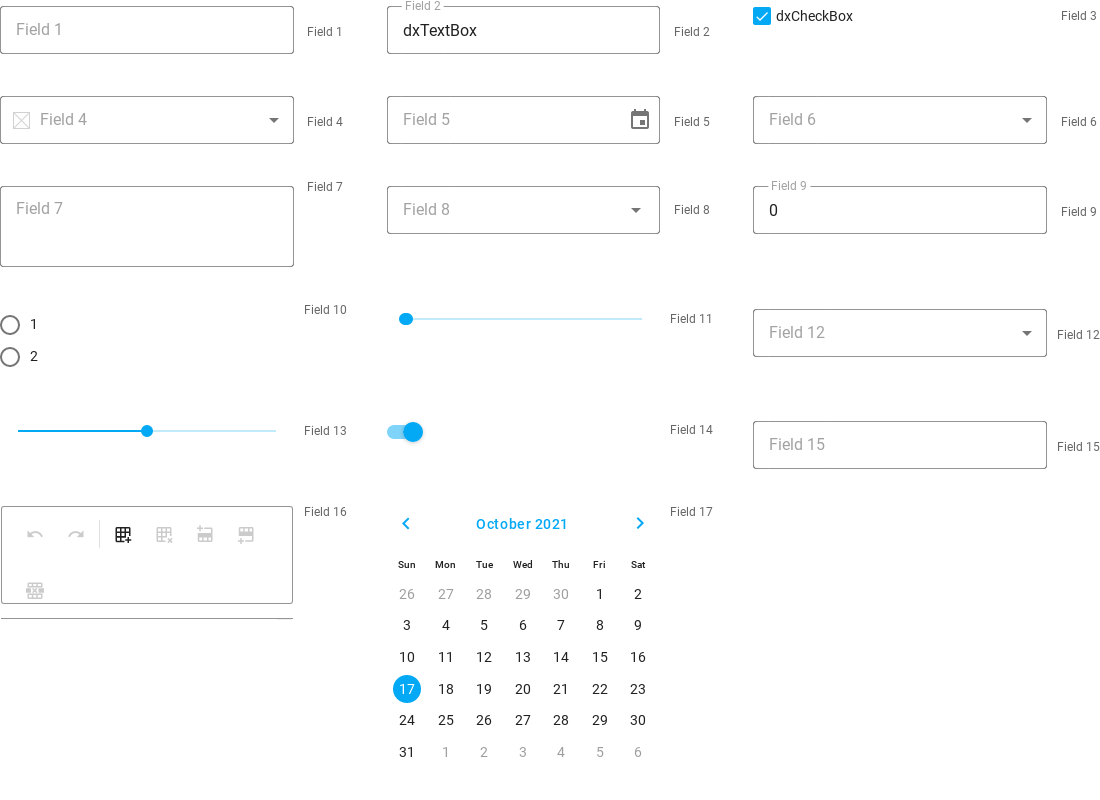 Field 1
Field 1
Field 2
dxTextBox
Field 2
dxCheckBox
Field 3
Field 4
Field 4
Field 5
Field 5
Field 6
Field 6
Field 7
Field 7
Field 8
Field 8
Field 9
0
Field 9
1
2
Field 10
Field 11
Field 12
Field 12
Field 13
Field 14
Field 15
Field 15
Field 16
October 2021
Sun Mon Tue Wed Thu Fri Sat
26 27 28 29 30 1 2
3 4 5 6 7 8 9
10 11 12 13 14 15 16
17 18 19 20 21 22 23
24 25 26 27 28 29 30
31 1 2 3 4 5 6
Field 17